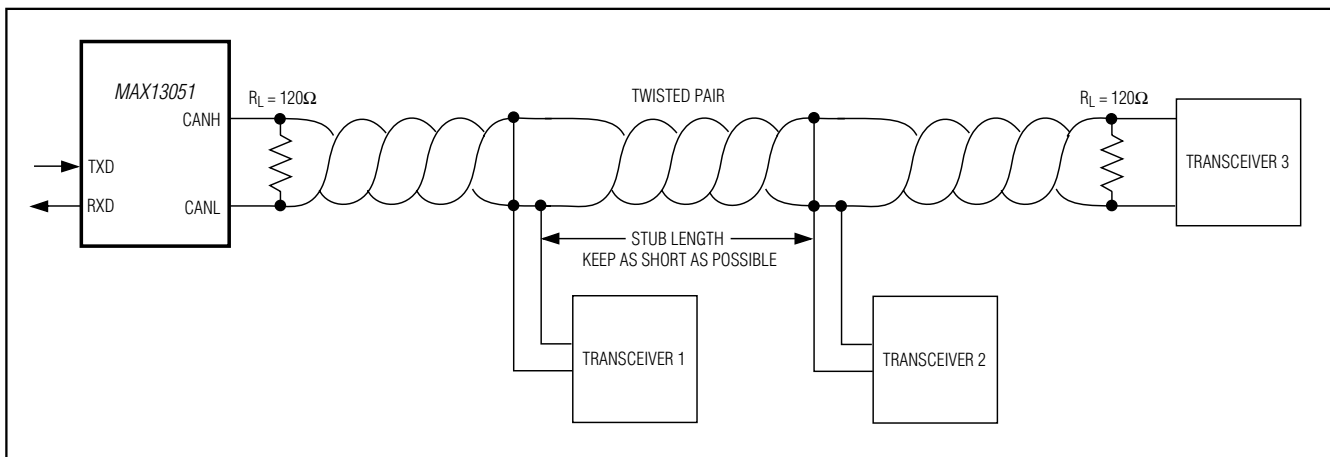 MAX13051
CANH
TXD
RXD
CANL
R_L = 120Ω
TWISTED PAIR
STUB LENGTH
KEEP AS SHORT AS POSSIBLE
R_L = 120Ω
TRANSCEIVER 3
TRANSCEIVER 1
TRANSCEIVER 2